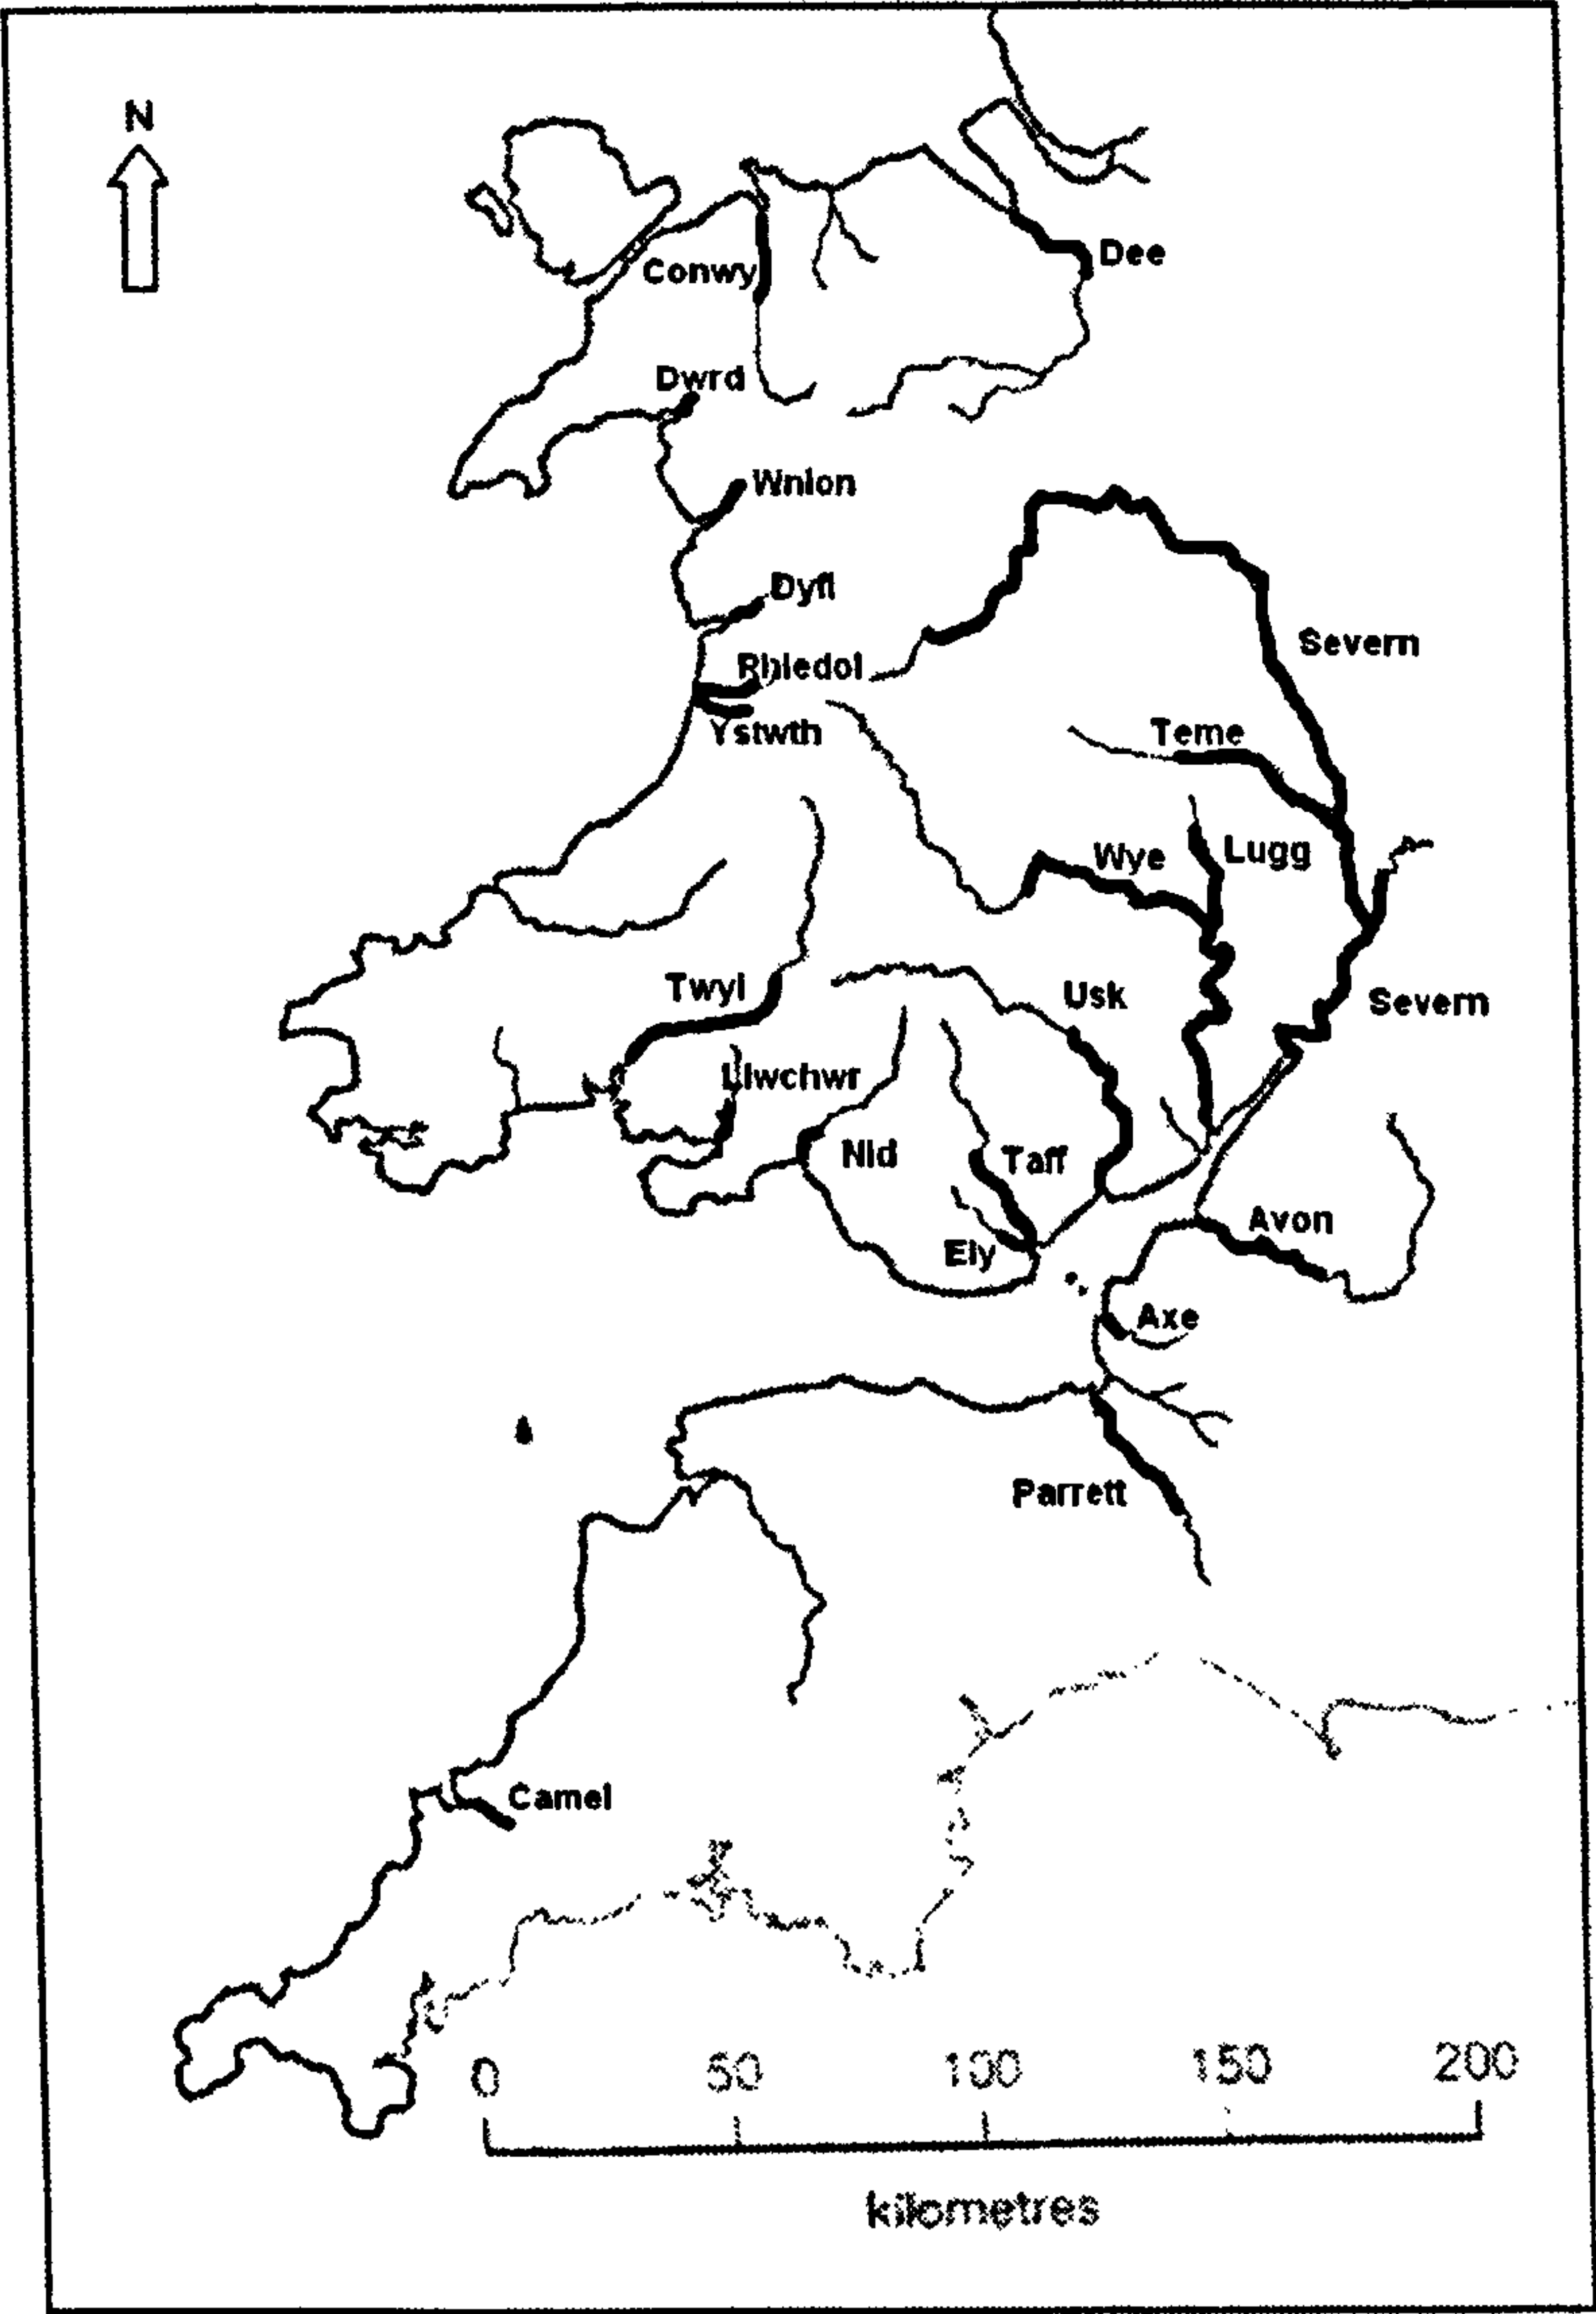 N
Dee
Conwy
Dwrd
Wnion
Dyfi
Severn
Rhiedol
Ystwth
Teme
Wye
Lugg
Twyi
Usk
Severn
Llwchwr
Nid
Taff
Avon
Ely
Axe
Parrett
Camel
0 50 100 150 200
kilometres